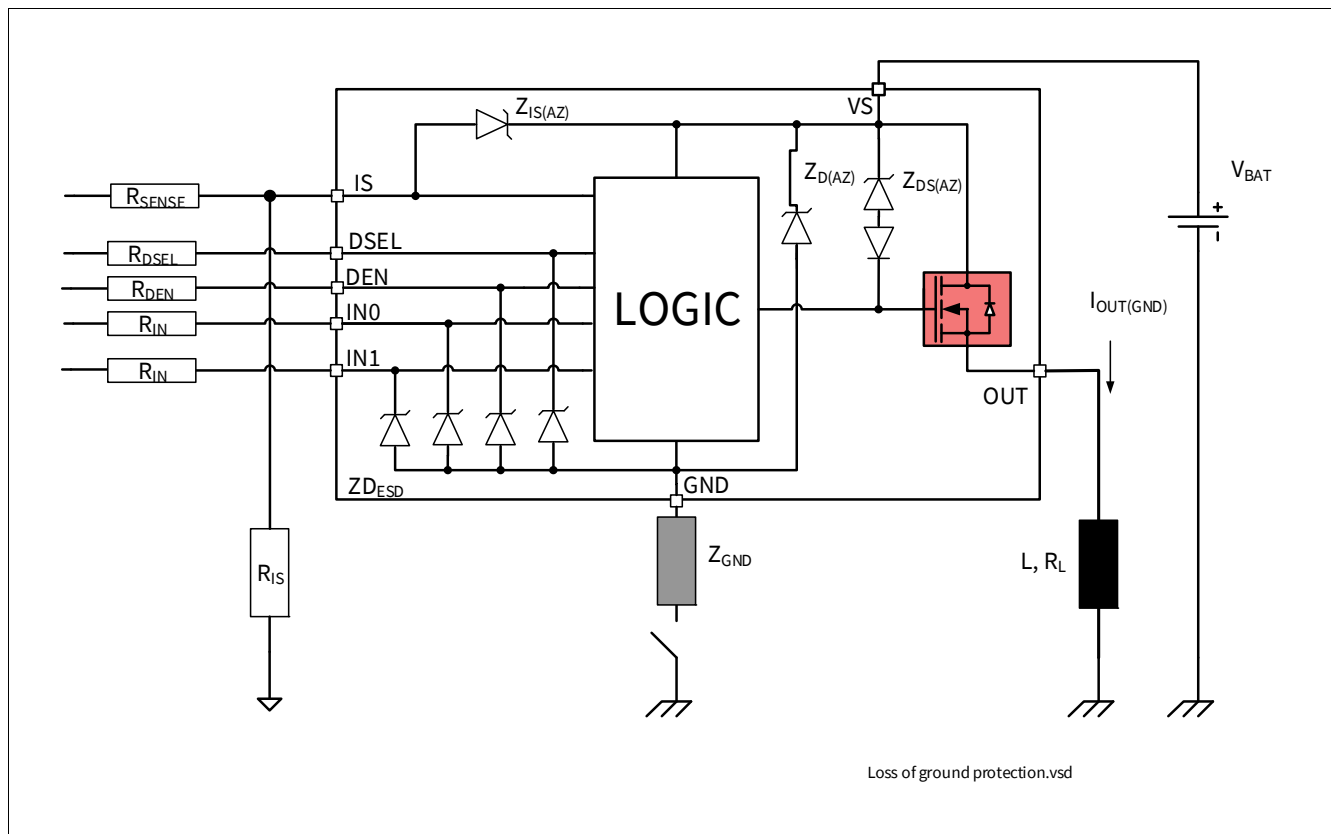 VS
Z_IS(AZ)
Z_D(AZ)
Z_DS(AZ)
V_BAT
+
-
R_SENSE
IS
R_DSEL
DSEL
R_DEN
DEN
R_IN
IN0
R_IN
IN1
LOGIC
I_OUT(GND)
OUT
ZD_ESD
GND
R_IS
Z_GND
L, R_L
Loss of ground protection.vsd